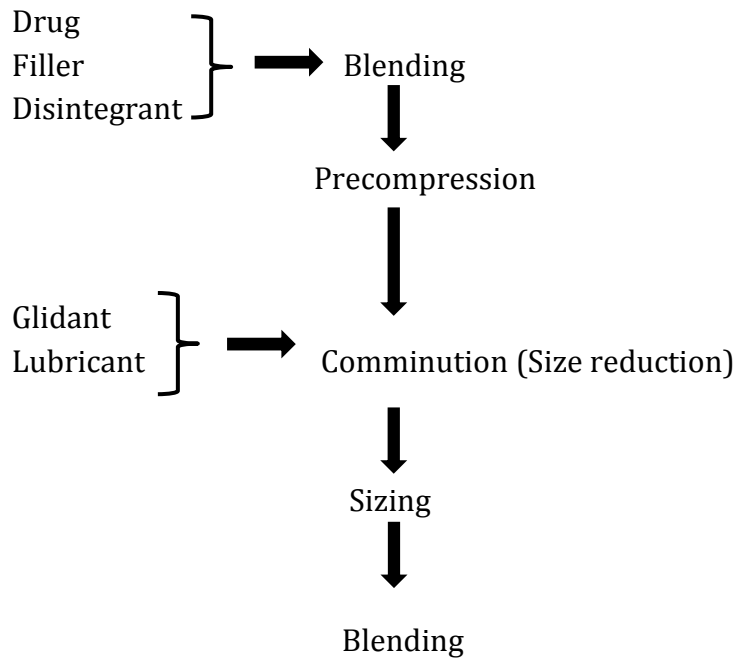 Drug
Filler
Disintegrant
Blending
Precompression
Glidant
Lubricant
Comminution (Size reduction)
Sizing
Blending